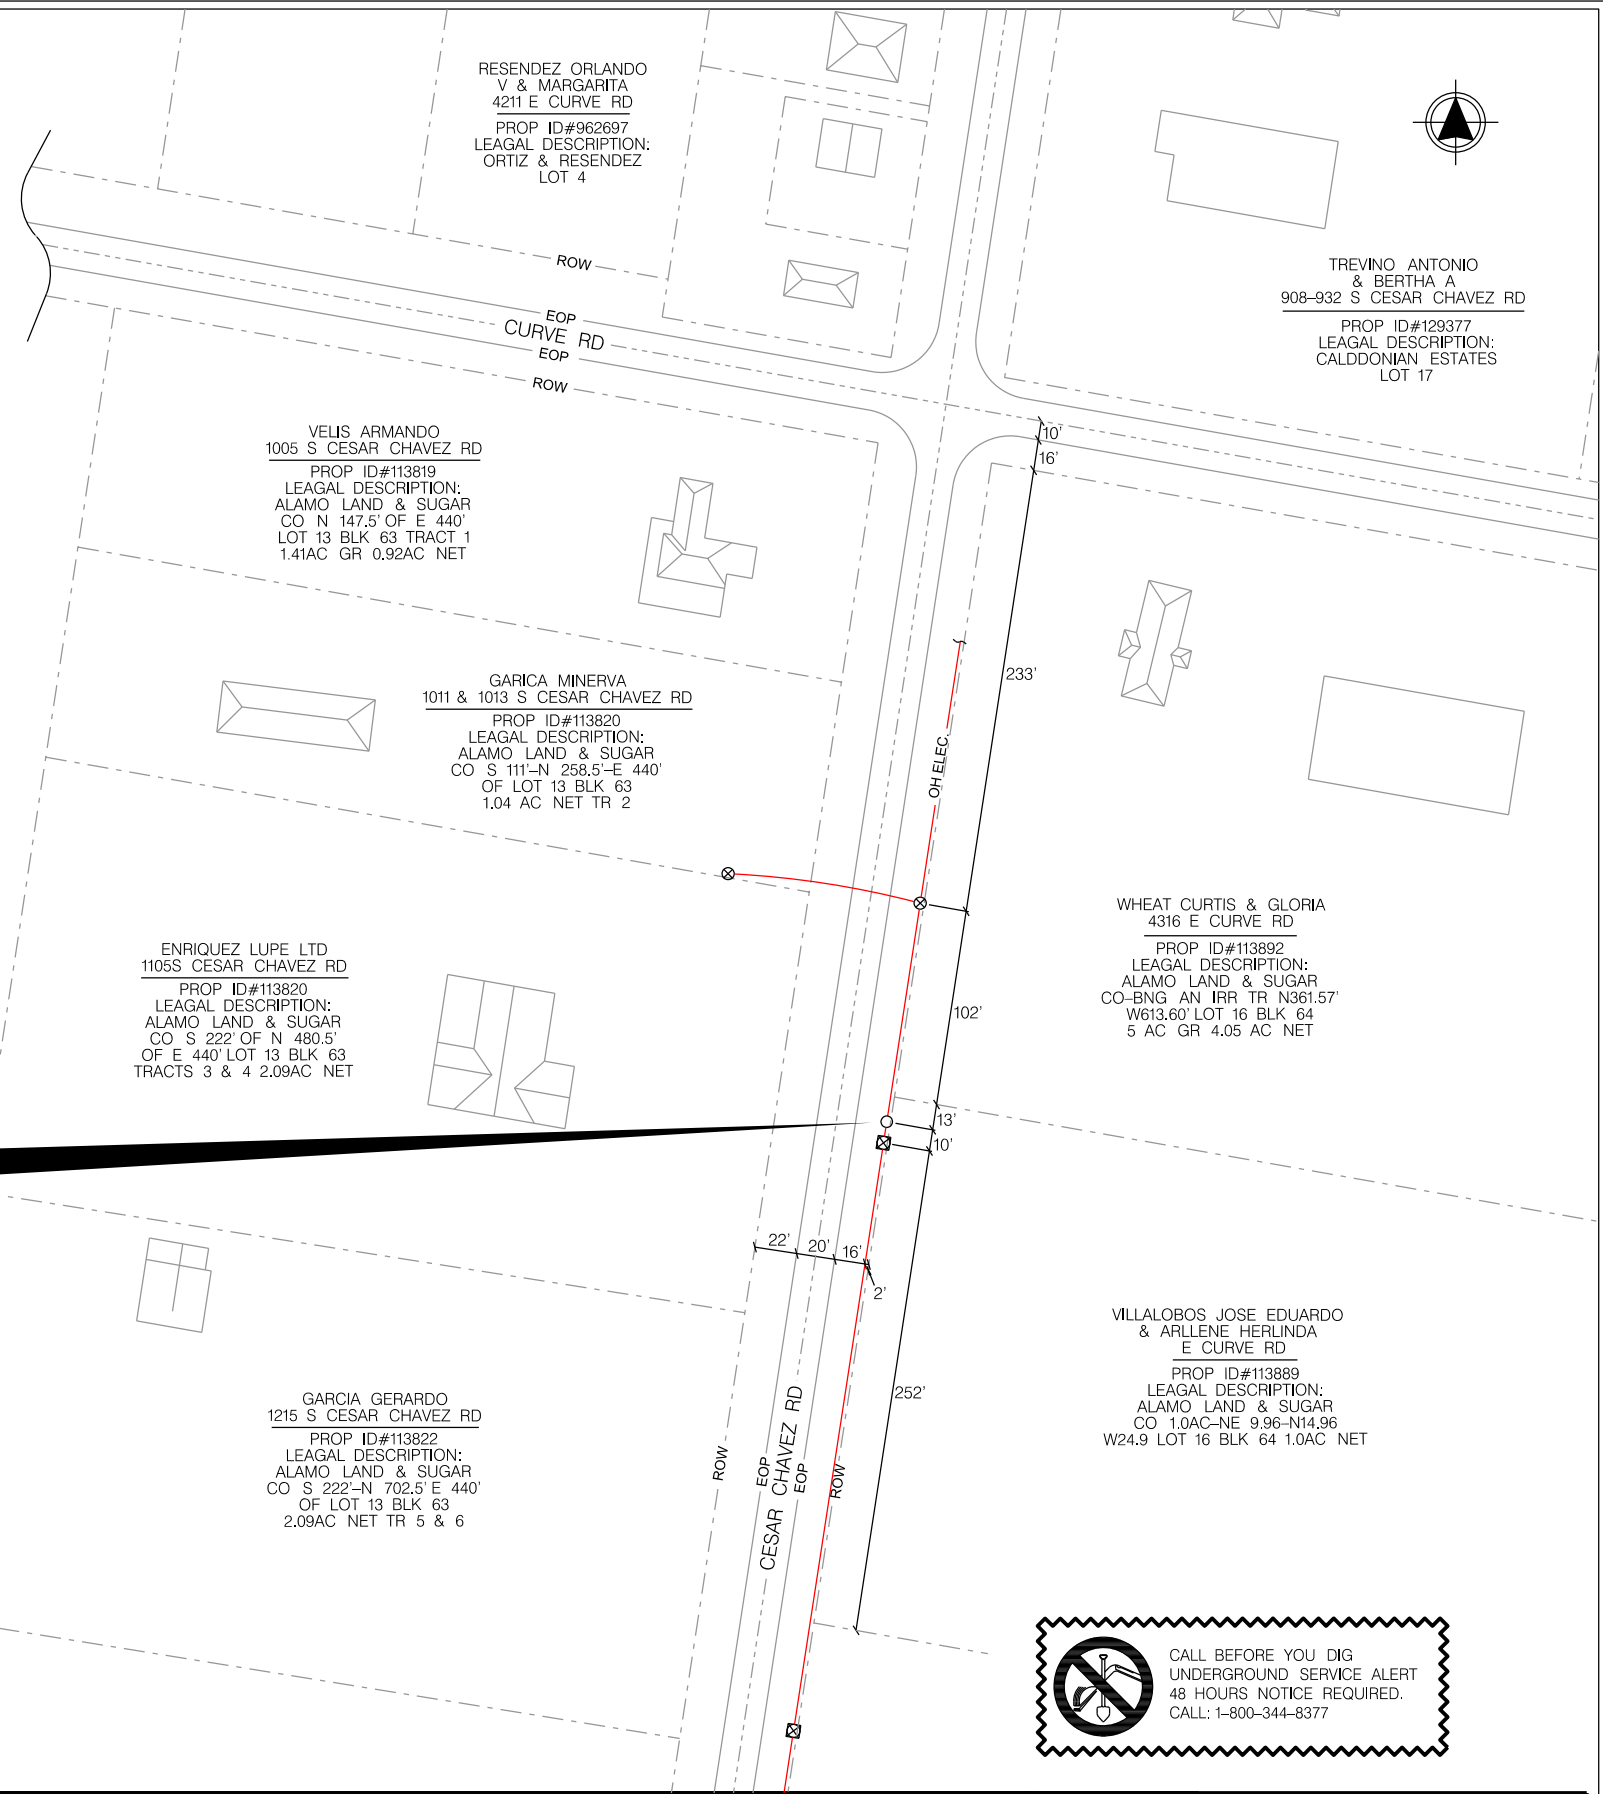 RESENDEZ ORLANDO
V & MARGARITA
4211 E CURVE RD
PROP ID#962697
LEAGAL DESCRIPTION:
ORTIZ & RESENDEZ
LOT 4
TREVINO ANTONIO
& BERTHA A
908-932 S CESAR CHAVEZ RD
PROP ID#129377
LEAGAL DESCRIPTION:
CALDDONIAN ESTATES
LOT 17
ROW
EOP
CURVE RD
EOP
ROW
VELIS ARMANDO
1005 S CESAR CHAVEZ RD
PROP ID#113819
LEAGAL DESCRIPTION:
ALAMO LAND & SUGAR
CO N 147.5' OF E 440'
LOT 13 BLK 63 TRACT 1
1.41AC GR 0.92AC NET
10'
16'
233'
GARICA MINERVA
1011 & 1013 S CESAR CHAVEZ RD
PROP ID#113820
LEAGAL DESCRIPTION:
ALAMO LAND & SUGAR
CO S 111'-N 258.5'-E 440'
OF LOT 13 BLK 63
1.04 AC NET TR 2
OH ELEC.
ENRIQUEZ LUPE LTD
1105S CESAR CHAVEZ RD
PROP ID#113820
LEAGAL DESCRIPTION:
ALAMO LAND & SUGAR
CO S 222' OF N 480.5'
OF E 440' LOT 13 BLK 63
TRACTS 3 & 4 2.09AC NET
WHEAT CURTIS & GLORIA
4316 E CURVE RD
PROP ID#113892
LEAGAL DESCRIPTION:
ALAMO LAND & SUGAR
CO-BNG AN IRR TR N361.57'
W613.60' LOT 16 BLK 64
5 AC GR 4.05 AC NET
102'
13'
10'
22'
20'
16'
2'
252'
VILLALOBOS JOSE EDUARDO
& ARLLENE HERLINDA
E CURVE RD
PROP ID#113889
LEAGAL DESCRIPTION:
ALAMO LAND & SUGAR
CO 1.0AC-NE 9.96-N14.96
W24.9 LOT 16 BLK 64 1.0AC NET
GARCIA GERARDO
1215 S CESAR CHAVEZ RD
PROP ID#113822
LEAGAL DESCRIPTION:
ALAMO LAND & SUGAR
CO S 222'-N 702.5' E 440'
OF LOT 13 BLK 63
2.09AC NET TR 5 & 6
ROW
EOP
CESAR CHAVEZ RD
EOP
ROW
CALL BEFORE YOU DIG
UNDERGROUND SERVICE ALERT
48 HOURS NOTICE REQUIRED.
CALL: 1-800-344-8377